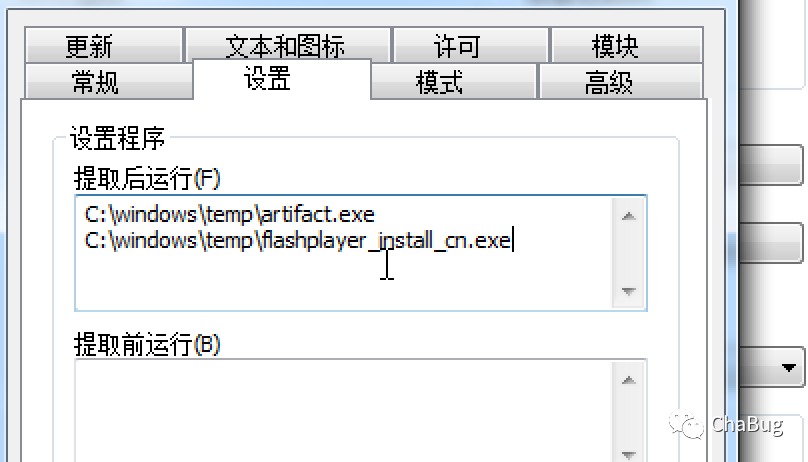 更新 文本和图标 许可 模块
常规 设置 模式 高级
设置程序
提取后运行(F)
C:\windows\temp\artifact.exe
C:\windows\temp\flashplayer_install_cn.exe
提取前运行(B)
ChaBug